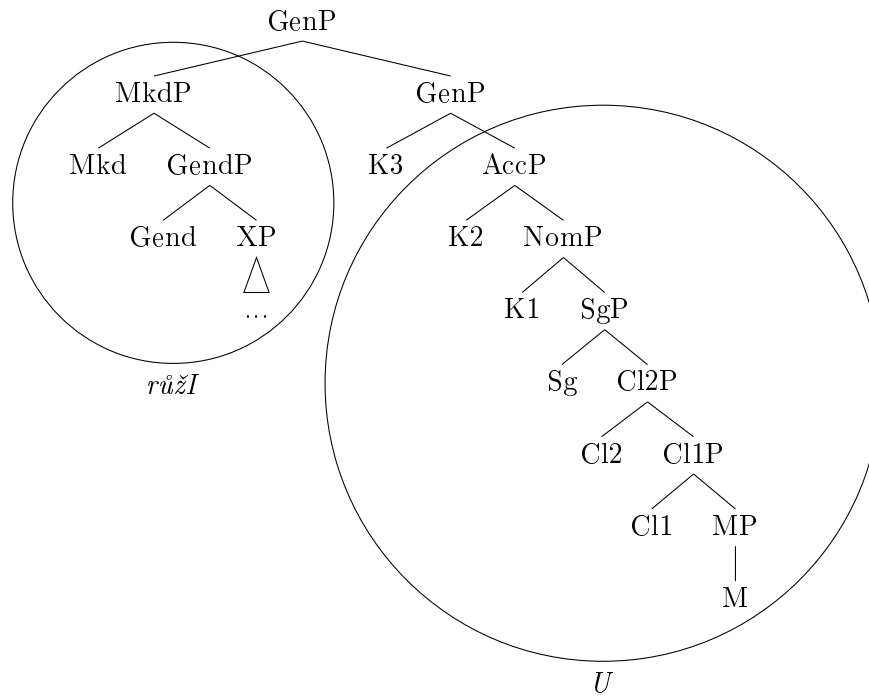 GenP
MkdP GenP
Mkd GendP K3 AccP
Gend XP K2 NomP
... K1 SgP
růžI Sg Cl2P
Cl2 Cl1P
Cl1 MP
M
U